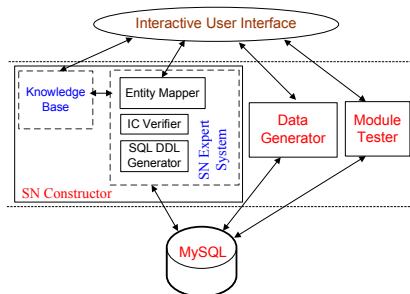 Interactive User Interface
Knowledge
Base
Entity Mapper
IC Verifier
SQL DDL
Generator
SN Expert
System
SN Constructor
Data
Generator
Module
Tester
MySQL